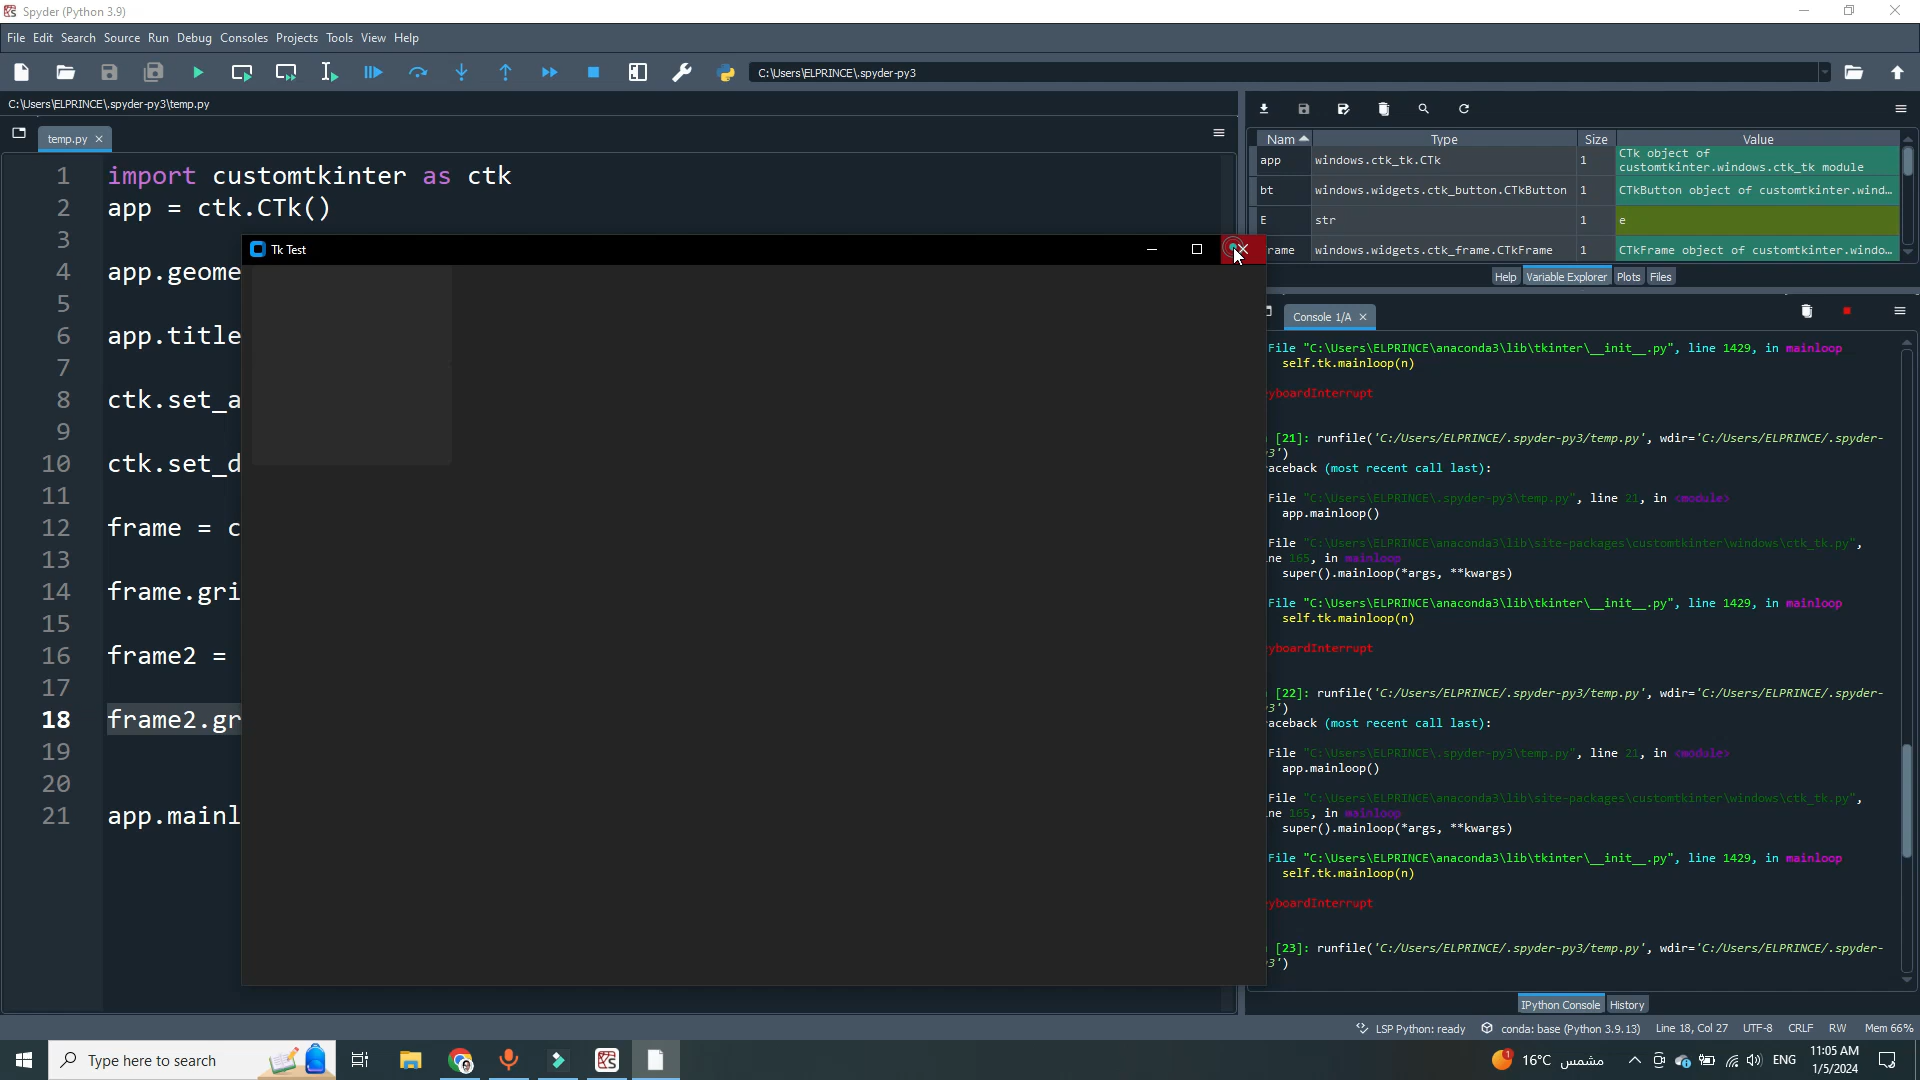 Spyder (Python 3.9)
File Edit Search Source Run Debug Consoles Projects Tools View Help
C:\Users\ELPRINCE\.spyder-py3
C:\Users\ELPRINCE\.spyder-py3\temp.py
temp.py
1 import customtkinter as ctk
2 app = ctk.CTk()
3
4 app.geome
5
6 app.title
7
8 ctk.set_a
9
10 ctk.set_d
11
12 frame = c
13
14 frame.gri
15
16 frame2 =
17
18 frame2.gr
19
20
21 app.mainl
Tk Test
Nam Type Size Value
app windows.ctk_tk.CTk 1 CTk object of
customtkinter.windows.ctk_tk module
bt windows.widgets.ctk_button.CTkButton 1 CTkButton object of customtkinter.wind...
E str 1 e
rame windows.widgets.ctk_frame.CTkFrame 1 CTkFrame object of customtkinter.windo...
Help Variable Explorer Plots Files
Console 1/A
File "C:\Users\ELPRINCE\anaconda3\lib\tkinter\__init__.py", line 1429, in mainloop
self.tk.mainloop(n)
yboardInterrupt
[21]: runfile('C:/Users/ELPRINCE/.spyder-py3/temp.py', wdir='C:/Users/ELPRINCE/.spyder-
3')
aceback (most recent call last):
File "C:\Users\ELPRINCE\.spyder-py3\temp.py", line 21, in <module>
app.mainloop()
File "C:\Users\ELPRINCE\anaconda3\lib\site-packages\customtkinter\windows\ctk_tk.py",
ne 165, in mainloop
super().mainloop(*args, **kwargs)
File "C:\Users\ELPRINCE\anaconda3\lib\tkinter\__init__.py", line 1429, in mainloop
self.tk.mainloop(n)
yboardInterrupt
[22]: runfile('C:/Users/ELPRINCE/.spyder-py3/temp.py', wdir='C:/Users/ELPRINCE/.spyder-
3')
aceback (most recent call last):
File "C:\Users\ELPRINCE\.spyder-py3\temp.py", line 21, in <module>
app.mainloop()
File "C:\Users\ELPRINCE\anaconda3\lib\site-packages\customtkinter\windows\ctk_tk.py",
ne 165, in mainloop
super().mainloop(*args, **kwargs)
File "C:\Users\ELPRINCE\anaconda3\lib\tkinter\__init__.py", line 1429, in mainloop
self.tk.mainloop(n)
yboardInterrupt
[23]: runfile('C:/Users/ELPRINCE/.spyder-py3/temp.py', wdir='C:/Users/ELPRINCE/.spyder-
3')
IPython Console History
LSP Python: ready conda: base (Python 3.9.13) Line 18, Col 27 UTF-8 CRLF RW Mem 66%
Type here to search
1 16°C مشمس ENG 11:05 AM
1/5/2024